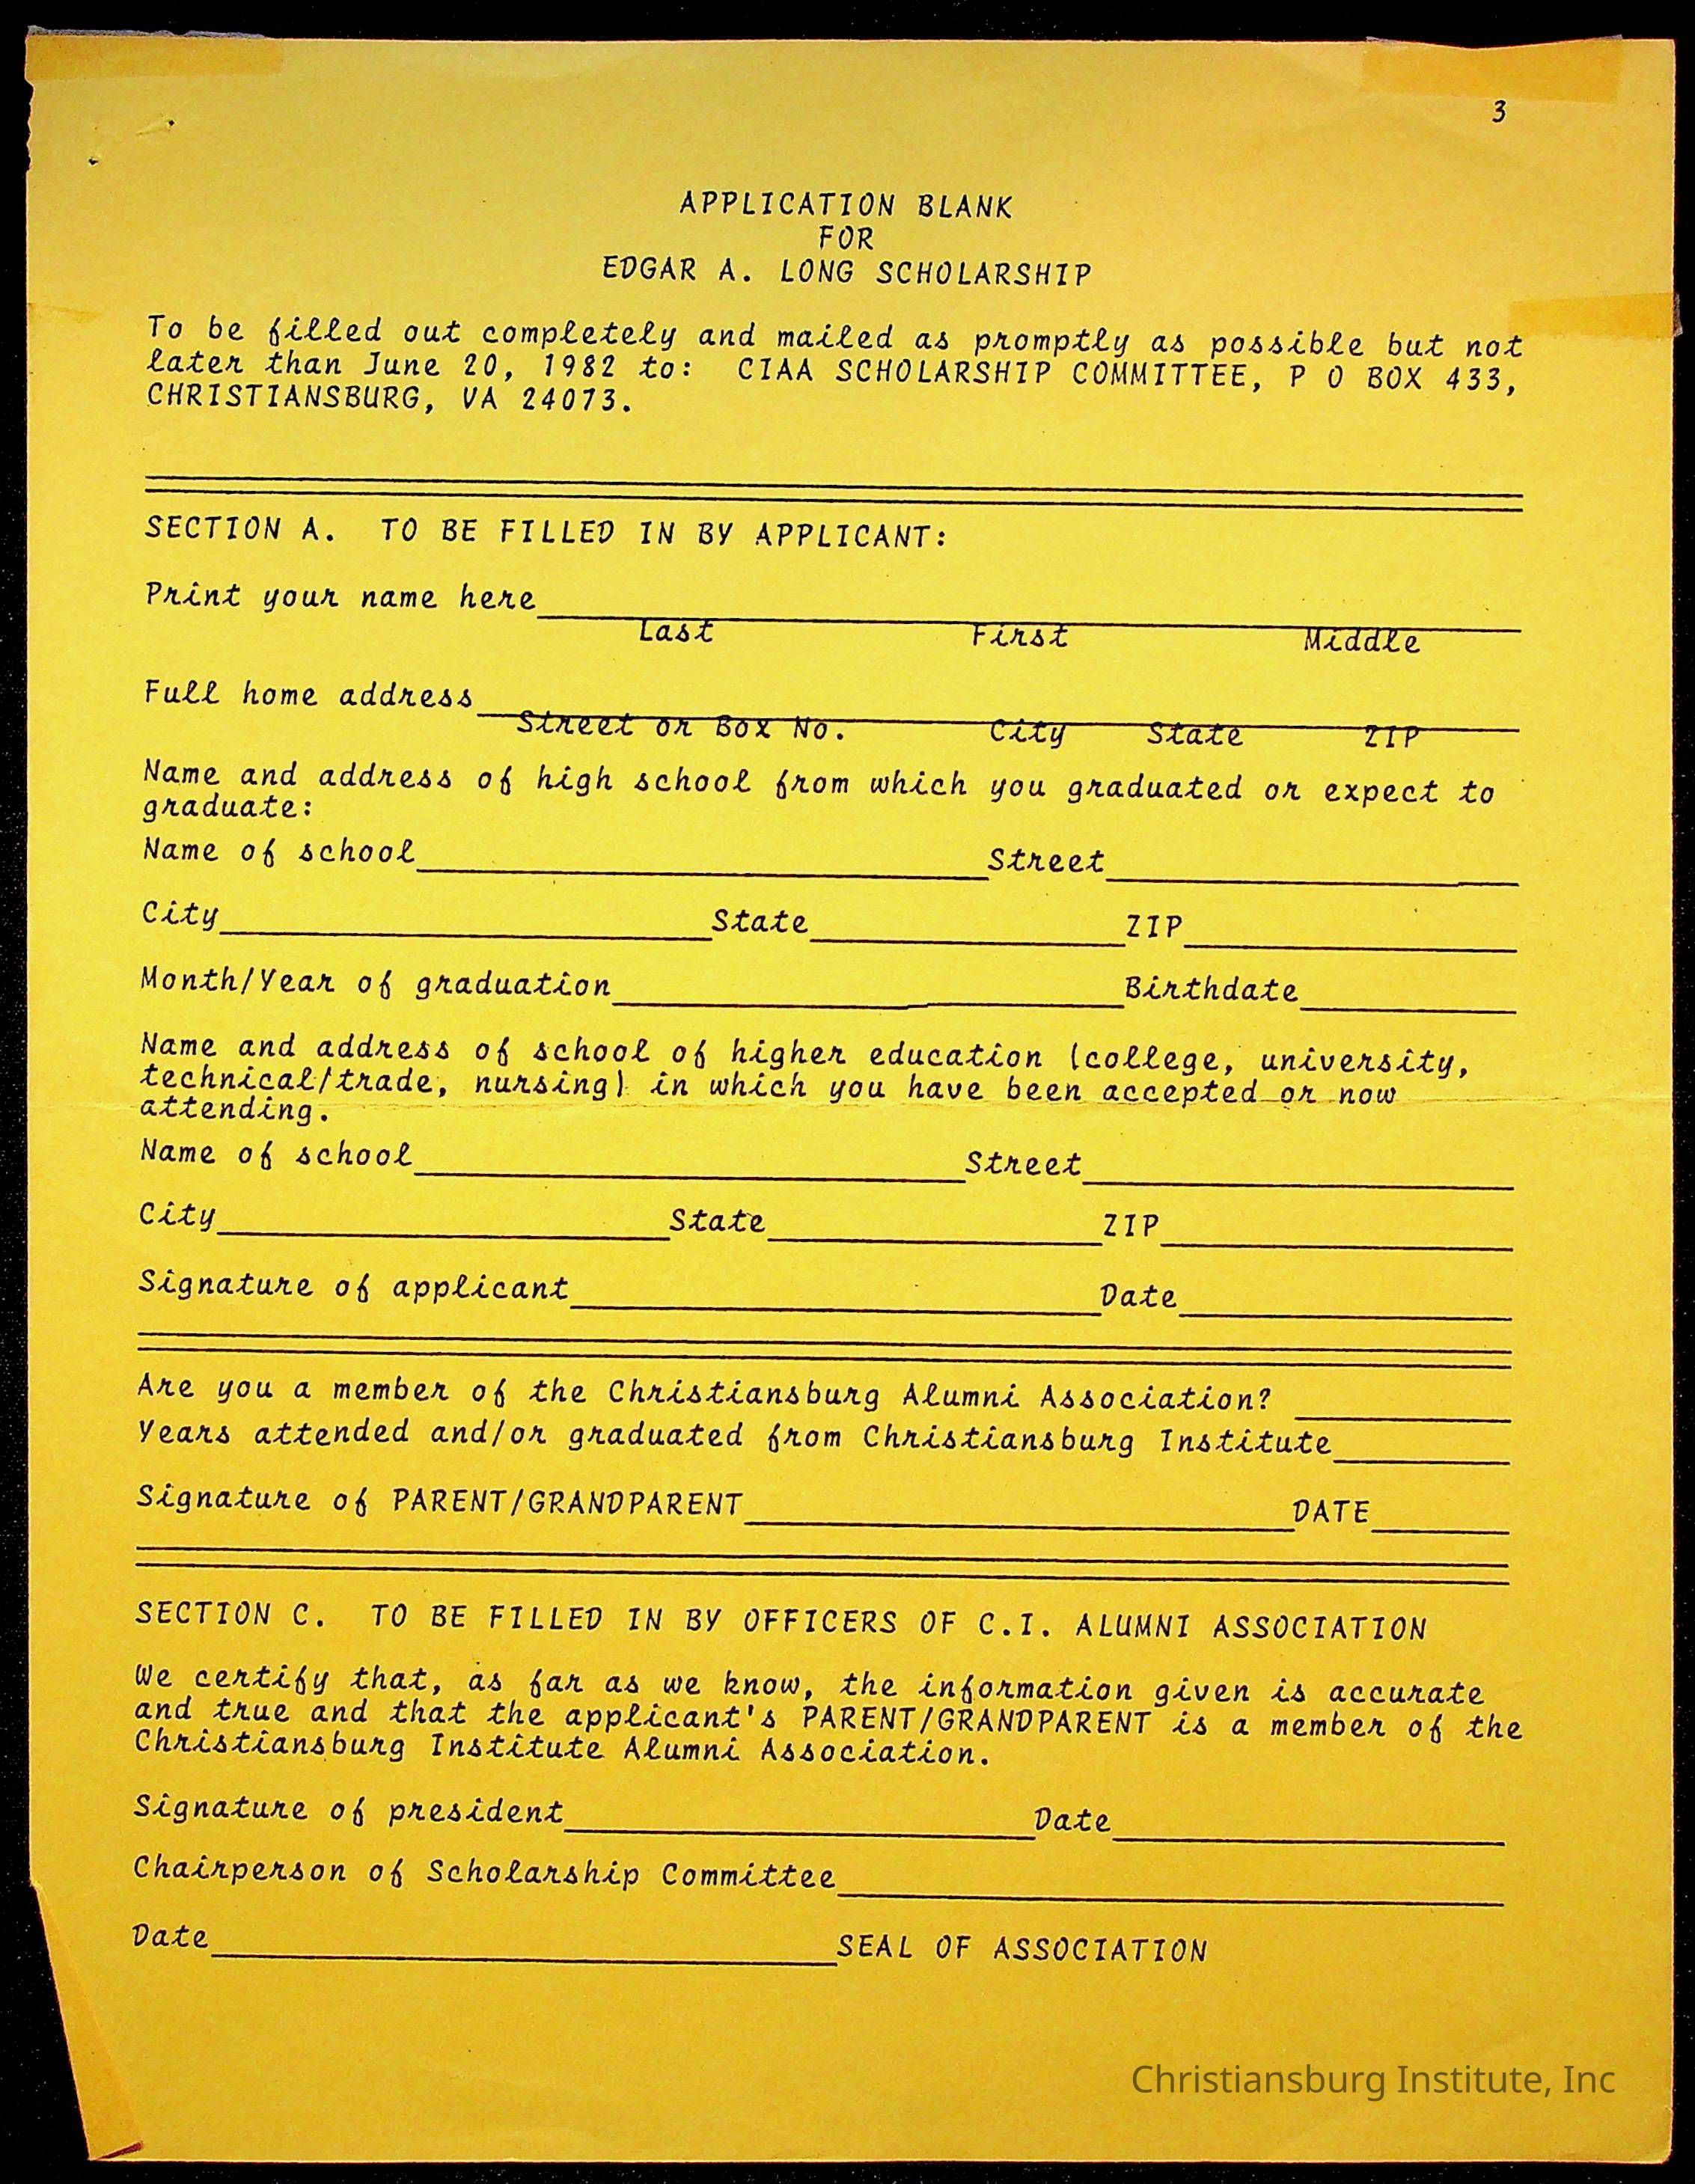 3
APPLICATION BLANK
FOR
EDGAR A. LONG SCHOLARSHIP
To be filled out completely and mailed as promptly as possible but not
later than June 20, 1982 to: CIAA SCHOLARSHIP COMMITTEE, P O BOX 433,
CHRISTIANSBURG, VA 24073.
SECTION A. TO BE FILLED IN BY APPLICANT:
Print your name here
Last First Middle
Full home address
Street or Box No. City State ZIP
Name and address of high school from which you graduated or expect to
graduate:
Name of school Street
City State ZIP
Month/Year of graduation Birthdate
Name and address of school of higher education (college, university,
technical/trade, nursing) in which you have been accepted or now
attending.
Name of school Street
City State ZIP
Signature of applicant Date
Are you a member of the Christiansburg Alumni Association?
Years attended and/or graduated from Christiansburg Institute
Signature of PARENT/GRANDPARENT DATE
SECTION C. TO BE FILLED IN BY OFFICERS OF C.I. ALUMNI ASSOCIATION
We certify that, as far as we know, the information given is accurate
and true and that the applicant's PARENT/GRANDPARENT is a member of the
Christiansburg Institute Alumni Association.
Signature of president Date
Chairperson of Scholarship Committee
Date SEAL OF ASSOCIATION
Christiansburg Institute, Inc